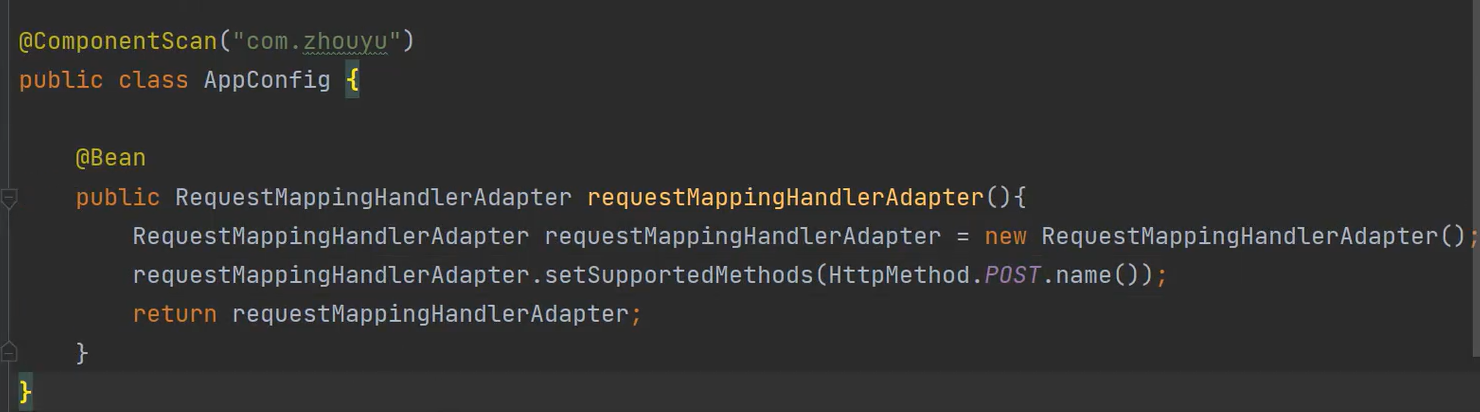 @ComponentScan("com.zhouyu")
public class AppConfig {
@Bean
public RequestMappingHandlerAdapter requestMappingHandlerAdapter(){
RequestMappingHandlerAdapter requestMappingHandlerAdapter = new RequestMappingHandlerAdapter();
requestMappingHandlerAdapter.setSupportedMethods(HttpMethod.POST.name());
return requestMappingHandlerAdapter;
}
}